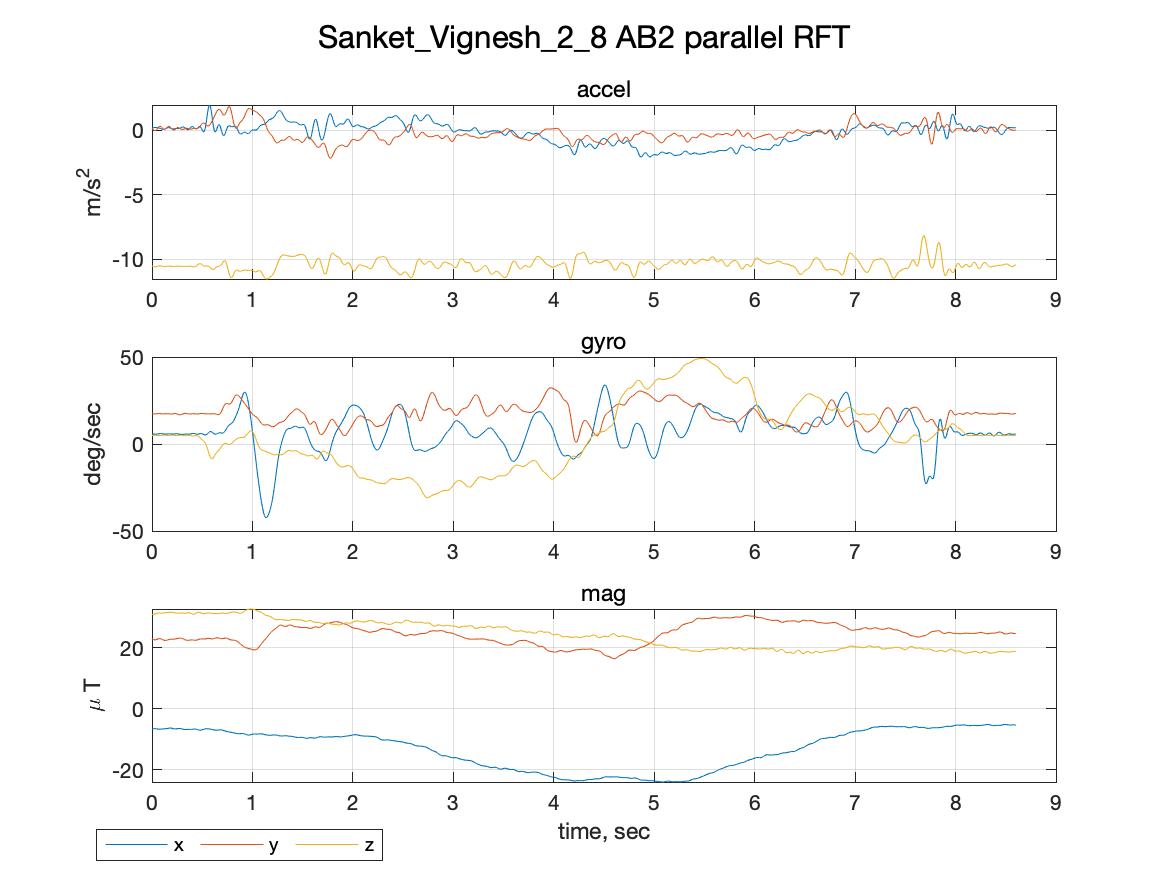 Sanket_Vignesh_2_8 AB2 parallel RFT
accel
m/s²
0
-5
-10
0 1 2 3 4 5 6 7 8 9
gyro
deg/sec
50
0
-50
0 1 2 3 4 5 6 7 8 9
mag
μ T
20
0
-20
0 1 2 3 4 5 6 7 8 9
time, sec
x y z